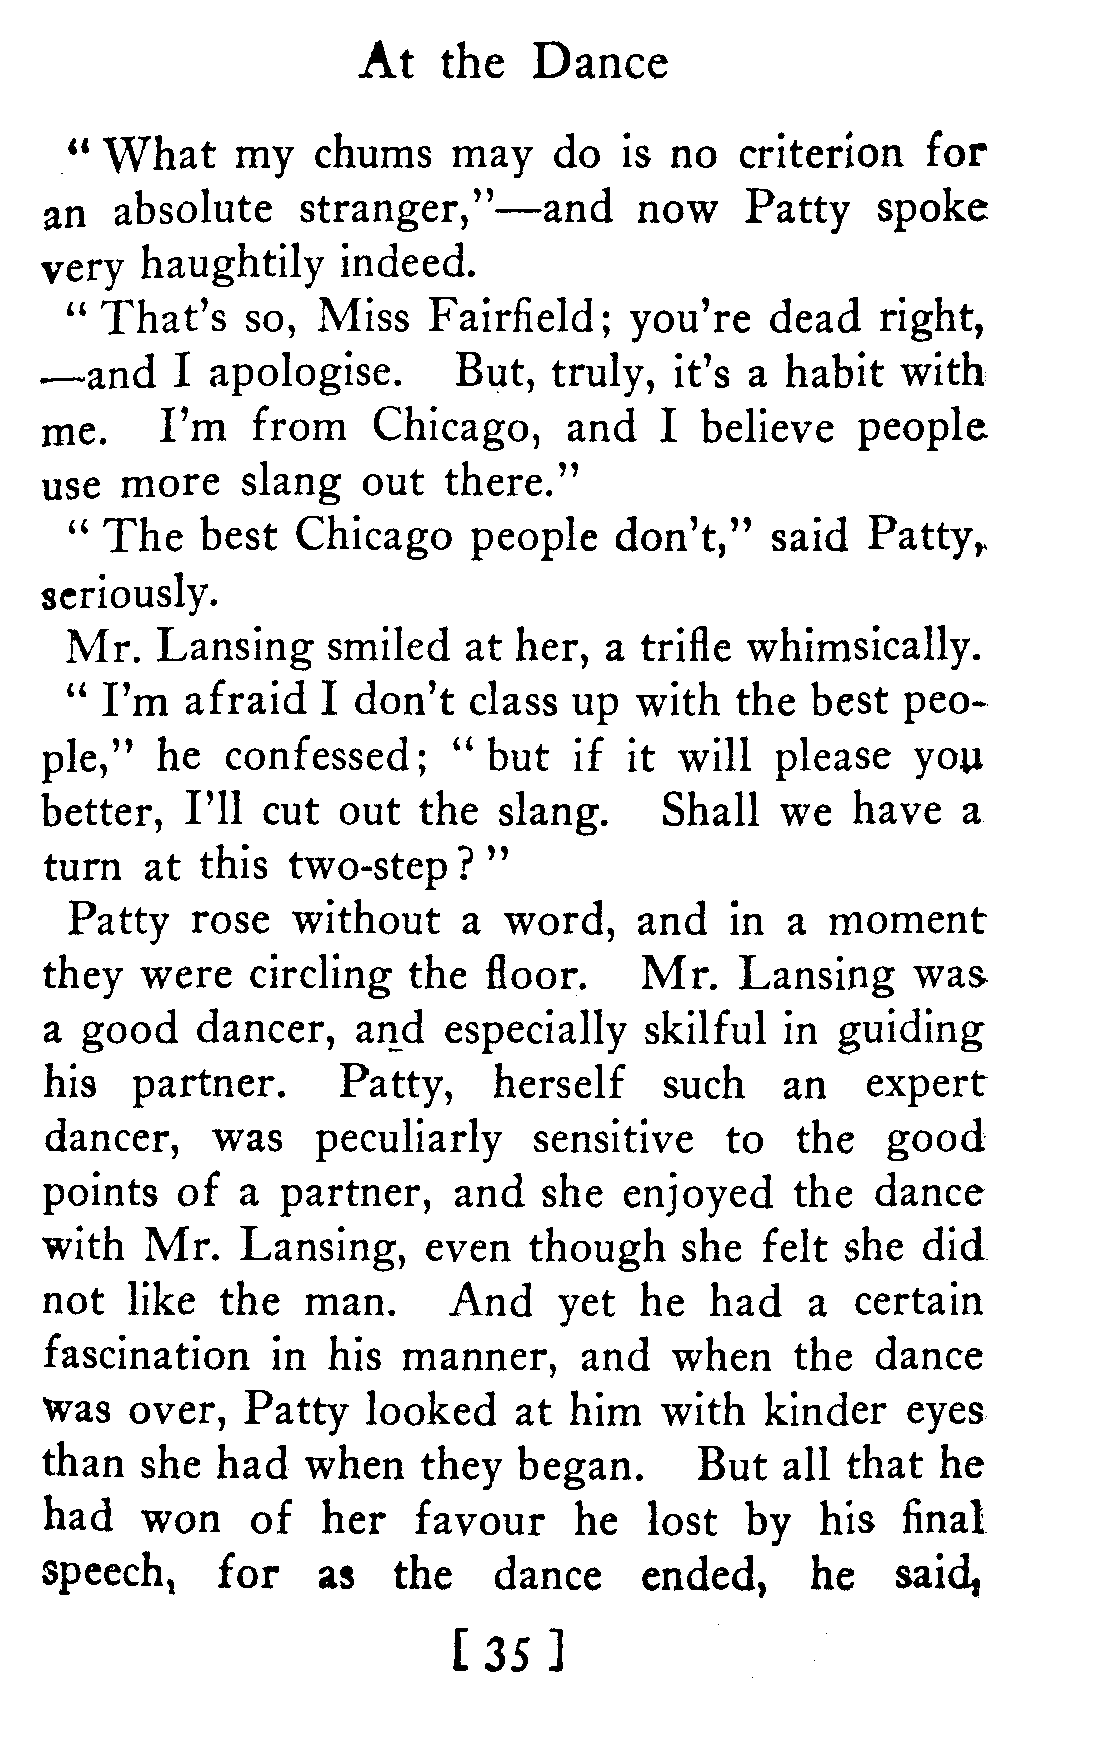 At the Dance
“ What my chums may do is no criterion for
an absolute stranger,”—and now Patty spoke
very haughtily indeed.
“ That’s so, Miss Fairfield; you’re dead right,
—and I apologise. But, truly, it’s a habit with
me. I’m from Chicago, and I believe people
use more slang out there.”
“ The best Chicago people don’t,” said Patty,
seriously.
Mr. Lansing smiled at her, a trifle whimsically.
“ I’m afraid I don’t class up with the best peo-
ple,” he confessed; “ but if it will please you
better, I’ll cut out the slang. Shall we have a
turn at this two-step? ”
Patty rose without a word, and in a moment
they were circling the floor. Mr. Lansing was
a good dancer, and especially skilful in guiding
his partner. Patty, herself such an expert
dancer, was peculiarly sensitive to the good
points of a partner, and she enjoyed the dance
with Mr. Lansing, even though she felt she did
not like the man. And yet he had a certain
fascination in his manner, and when the dance
was over, Patty looked at him with kinder eyes
than she had when they began. But all that he
had won of her favour he lost by his final
speech, for as the dance ended, he said,
[ 35 ]